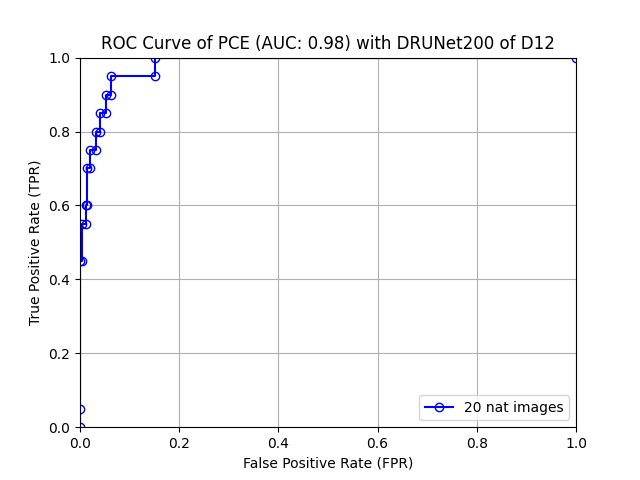 ROC Curve of PCE (AUC: 0.98) with DRUNet200 of D12
1.0
0.8
0.6
0.4
0.2
0.0
True Positive Rate (TPR)
20 nat images
0.0 0.2 0.4 0.6 0.8 1.0
False Positive Rate (FPR)